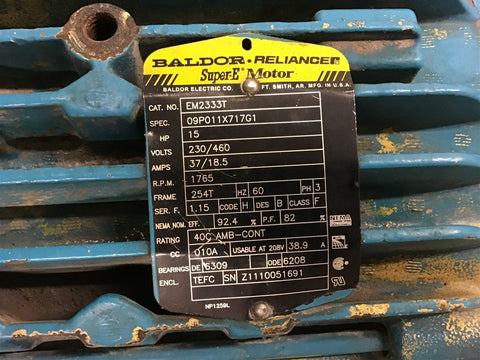 BALDOR·RELIANCE
Super-E Motor
BALDOR ELECTRIC CO. FT. SMITH, AR. MFG. IN U.S.A.
CAT. NO. EM2333T
SPEC. 09P011X717G1
HP 15
VOLTS 230/460
AMPS 37/18.5
R.P.M. 1765
FRAME 254T HZ 60 PH 3
SER. F. 1.15 CODE H DES B CLASS F
NEMA NOM. EFF. 92.4 % P.F. 82 %
RATING 40C AMB-CONT
CC 010A USABLE AT 208V 38.9 A
BEARINGS DE 6309 ODE 6208
ENCL. TEFC SN Z1110051691
NP1259L
NEMA